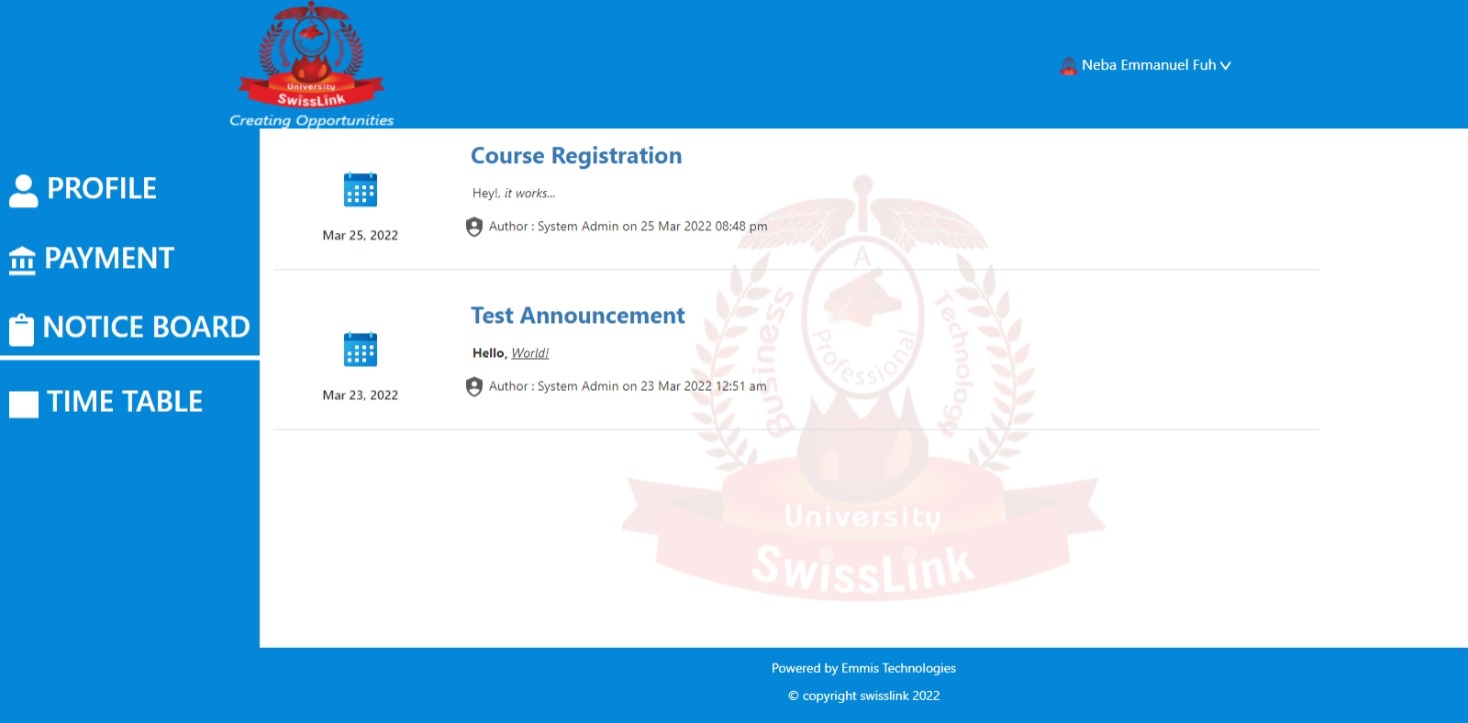 Business
Technology
University
SwissLink
Creating Opportunities
Neba Emmanuel Fuh
PROFILE
PAYMENT
NOTICE BOARD
TIME TABLE
Course Registration
Hey!, it works...
Mar 25, 2022
Author : System Admin on 25 Mar 2022 08:48 pm
Test Announcement
Hello, World!
Mar 23, 2022
Author : System Admin on 23 Mar 2022 12:51 am
A
Professional
Business
Technology
University
SwissLink
Powered by Emmis Technologies
© copyright swisslink 2022